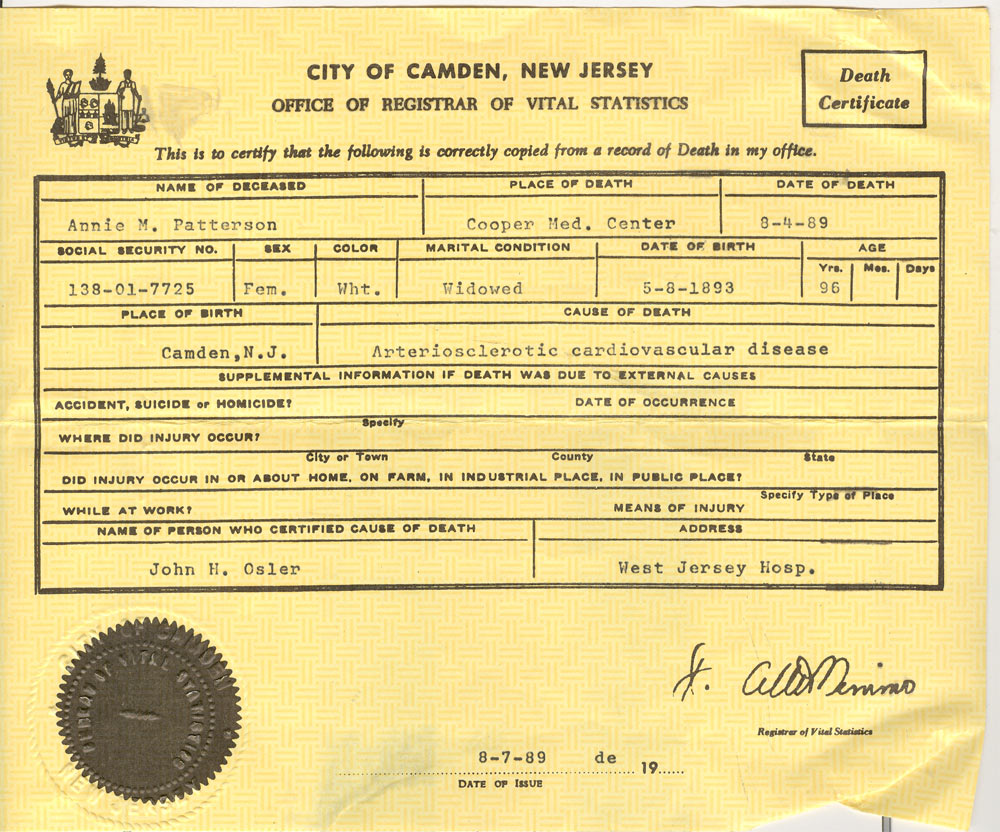 CITY OF CAMDEN, NEW JERSEY
OFFICE OF REGISTRAR OF VITAL STATISTICS
Death
Certificate
This is to certify that the following is correctly copied from a record of Death in my office.
NAME OF DECEASED PLACE OF DEATH DATE OF DEATH
Annie M. Patterson Cooper Med. Center 8-4-89
SOCIAL SECURITY NO. SEX COLOR MARITAL CONDITION DATE OF BIRTH AGE
Yrs. Mos. Days
138-01-7725 Fem. Wht. Widowed 5-8-1893 96
PLACE OF BIRTH CAUSE OF DEATH
Camden,N.J. Arteriosclerotic cardiovascular disease
SUPPLEMENTAL INFORMATION IF DEATH WAS DUE TO EXTERNAL CAUSES
ACCIDENT, SUICIDE or HOMICIDE? DATE OF OCCURRENCE
Specify
WHERE DID INJURY OCCUR?
City or Town County State
DID INJURY OCCUR IN OR ABOUT HOME, ON FARM, IN INDUSTRIAL PLACE, IN PUBLIC PLACE?
Specify Type of Place
WHILE AT WORK? MEANS OF INJURY
NAME OF PERSON WHO CERTIFIED CAUSE OF DEATH ADDRESS
John H. Osler West Jersey Hosp.
Registrar of Vital Statistics
8-7-89 de 19
DATE OF ISSUE